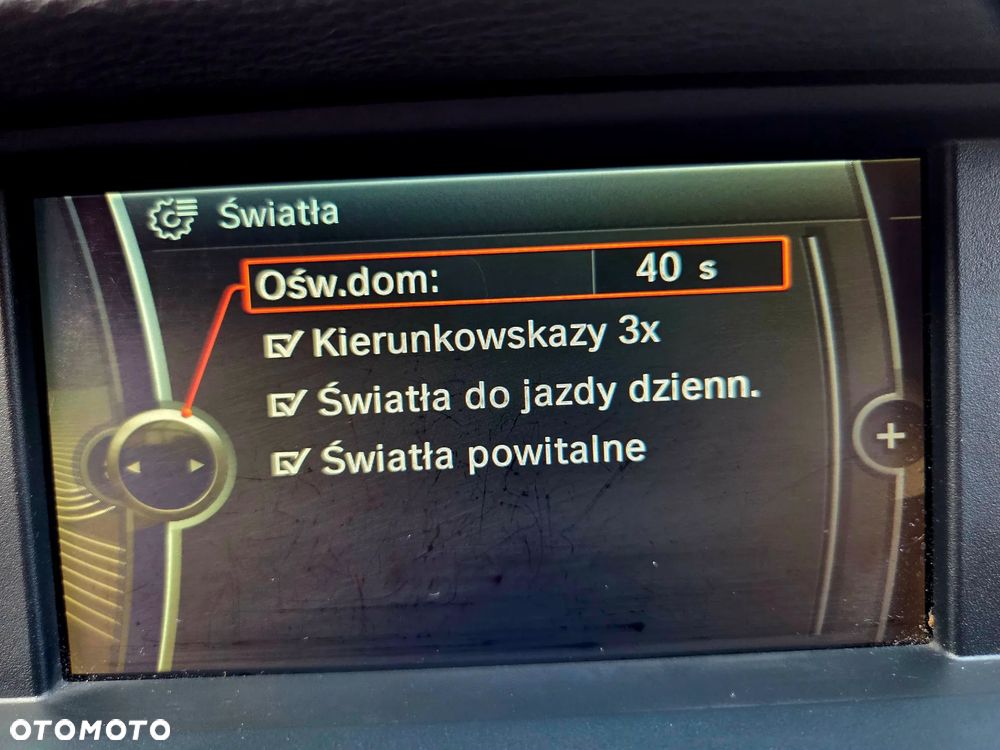 Światła
Ośw.dom: 40 s
Kierunkowskazy 3x
Światła do jazdy dzienn.
Światła powitalne
OTOMOTO